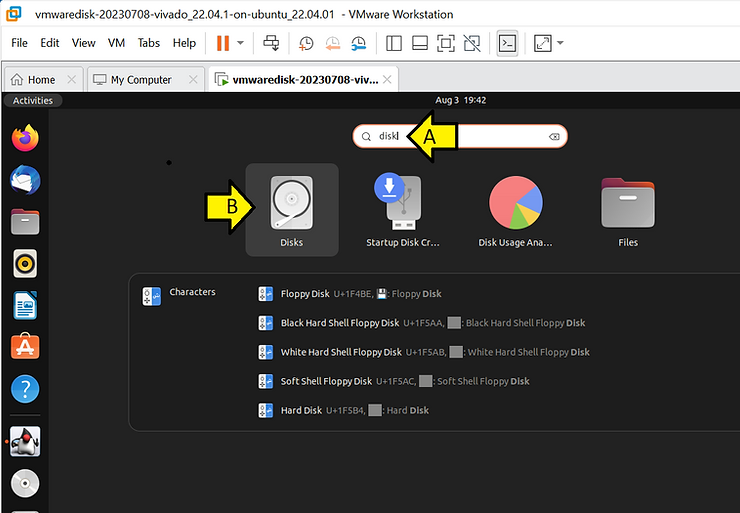 vmwaredisk-20230708-vivado_22.04.1-on-ubuntu_22.04.01 - VMware Workstation
File Edit View VM Tabs Help
Home My Computer vmwaredisk-20230708-viv...
Activities Aug 3 19:42
disk A
B
Disks Startup Disk Cr... Disk Usage Ana... Files
Characters
Floppy Disk U+1F4BE, 💾: Floppy Disk
Black Hard Shell Floppy Disk U+1F5AA, : Black Hard Shell Floppy Disk
White Hard Shell Floppy Disk U+1F5AB, : White Hard Shell Floppy Disk
Soft Shell Floppy Disk U+1F5AC, : Soft Shell Floppy Disk
Hard Disk U+1F5B4, : Hard Disk